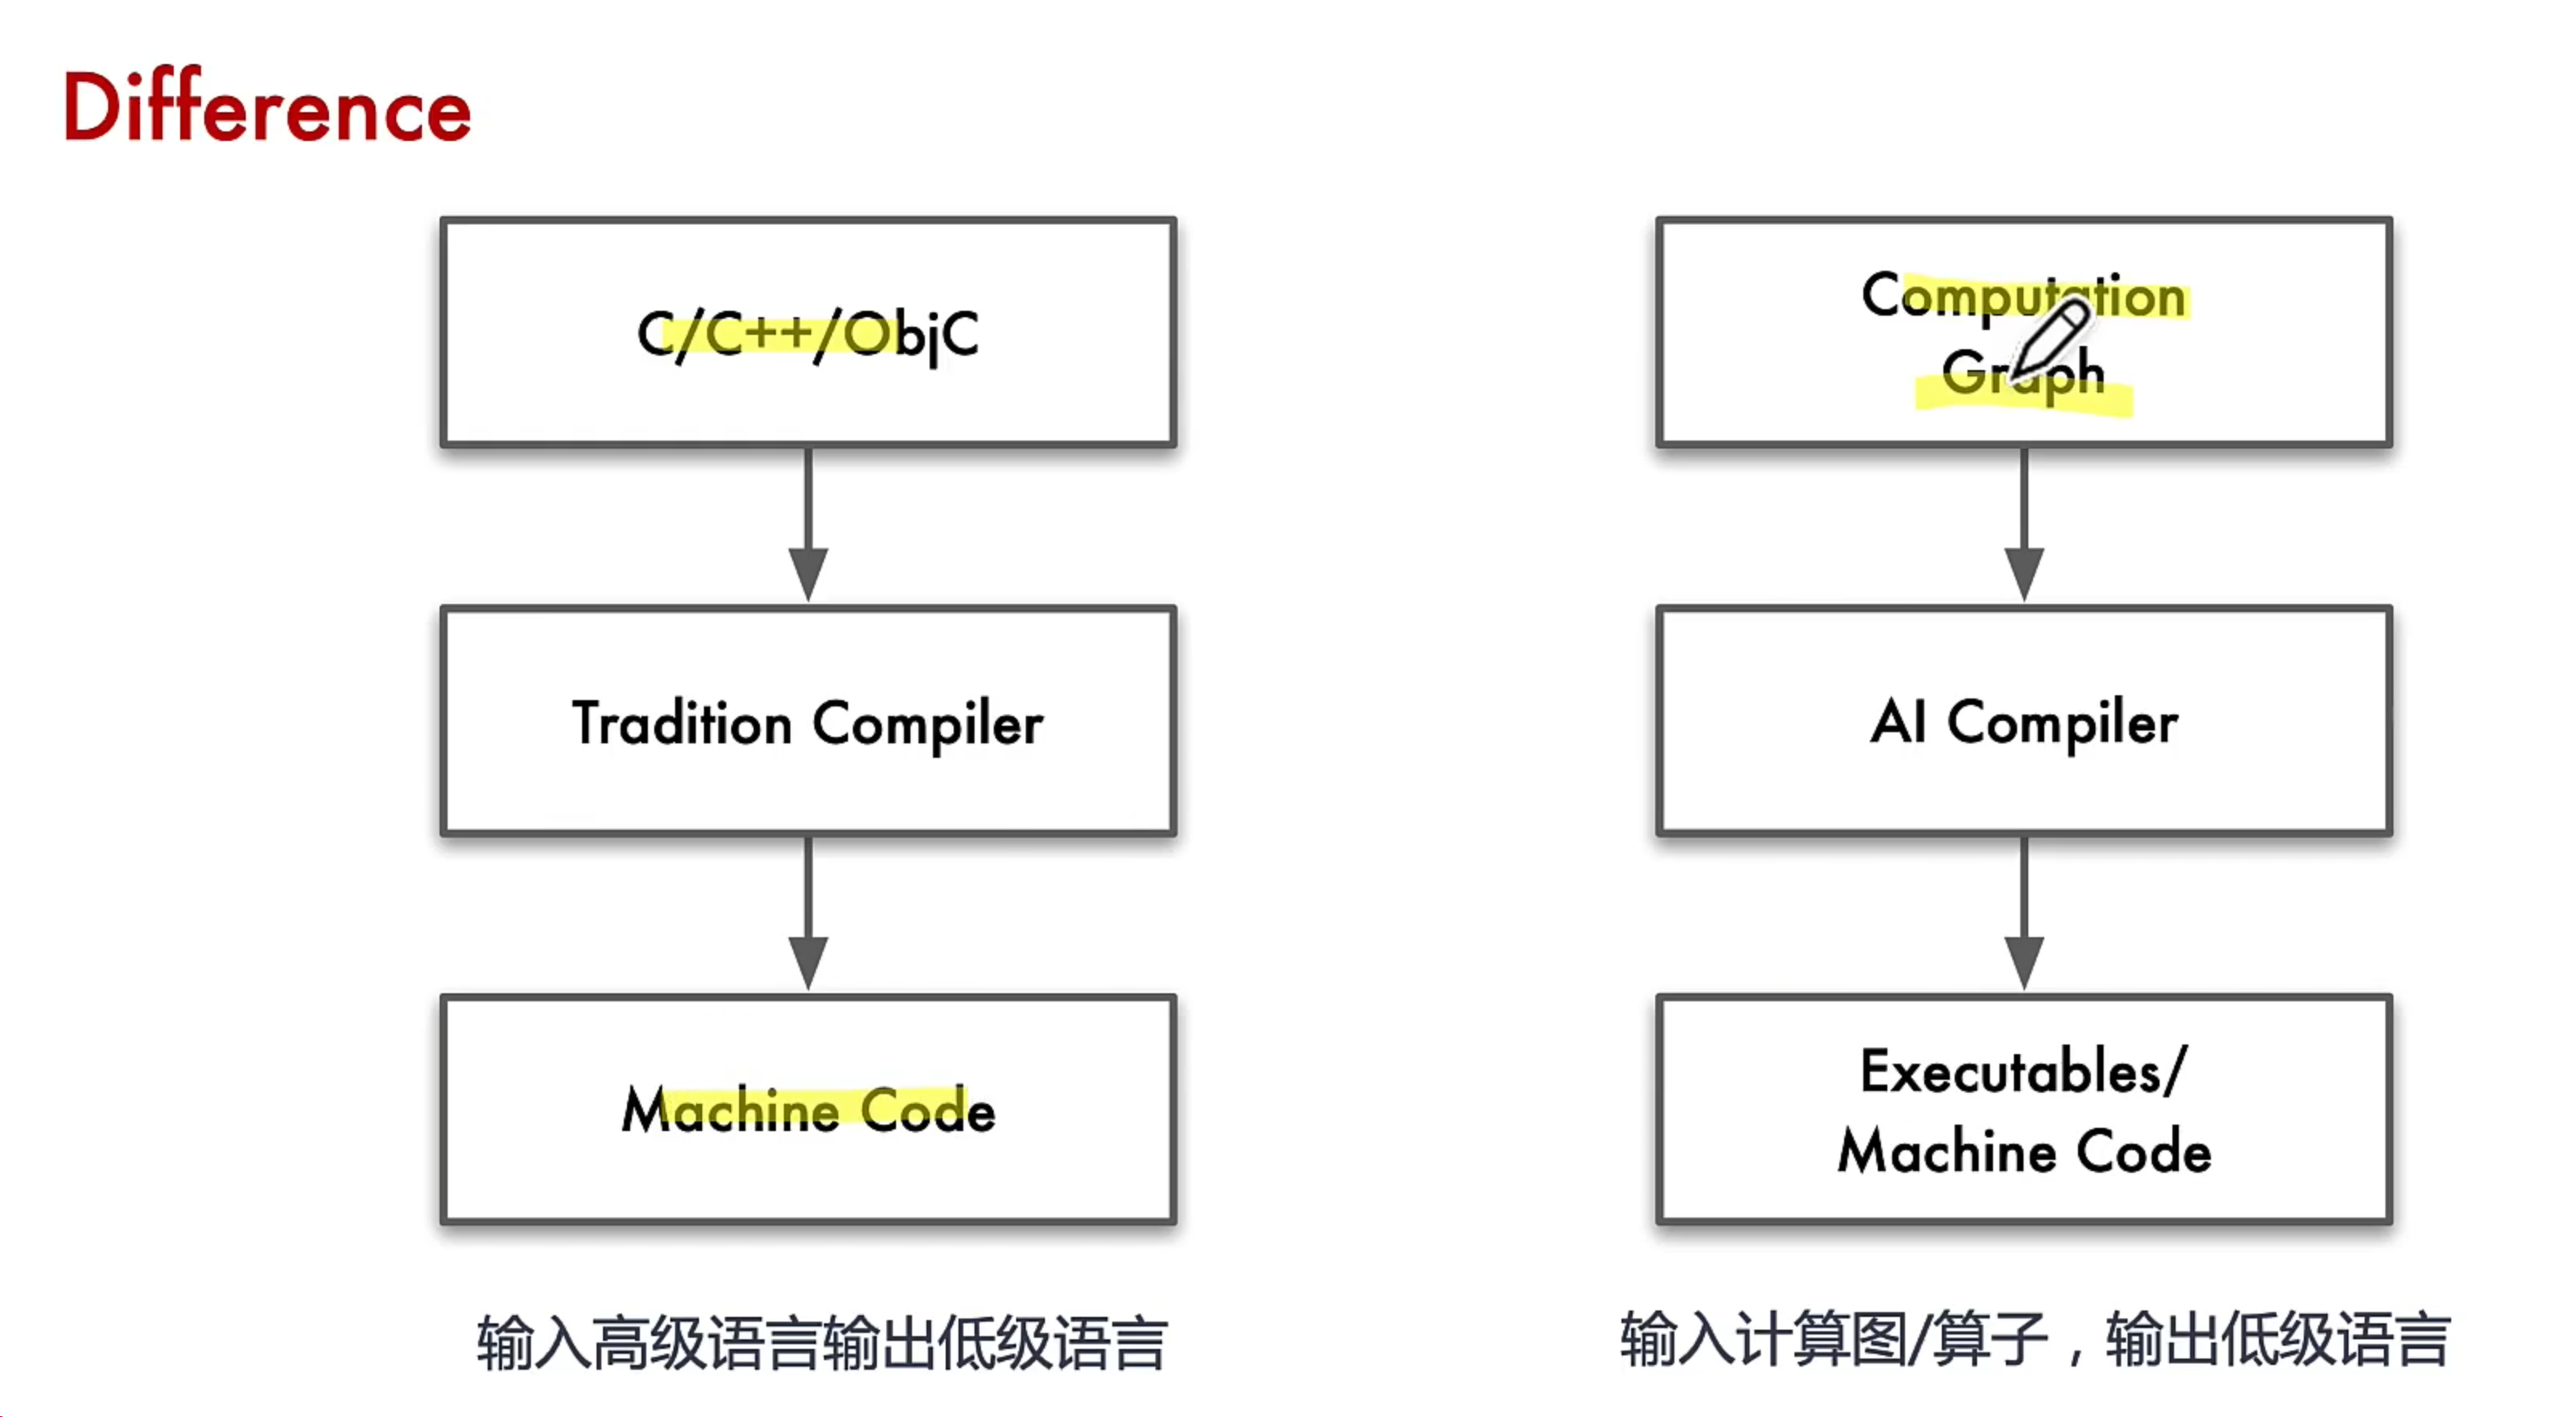 Difference
C/C++/ObjC
Tradition Compiler
Machine Code
输入高级语言输出低级语言
Computation
Graph
AI Compiler
Executables/
Machine Code
输入计算图/算子，输出低级语言